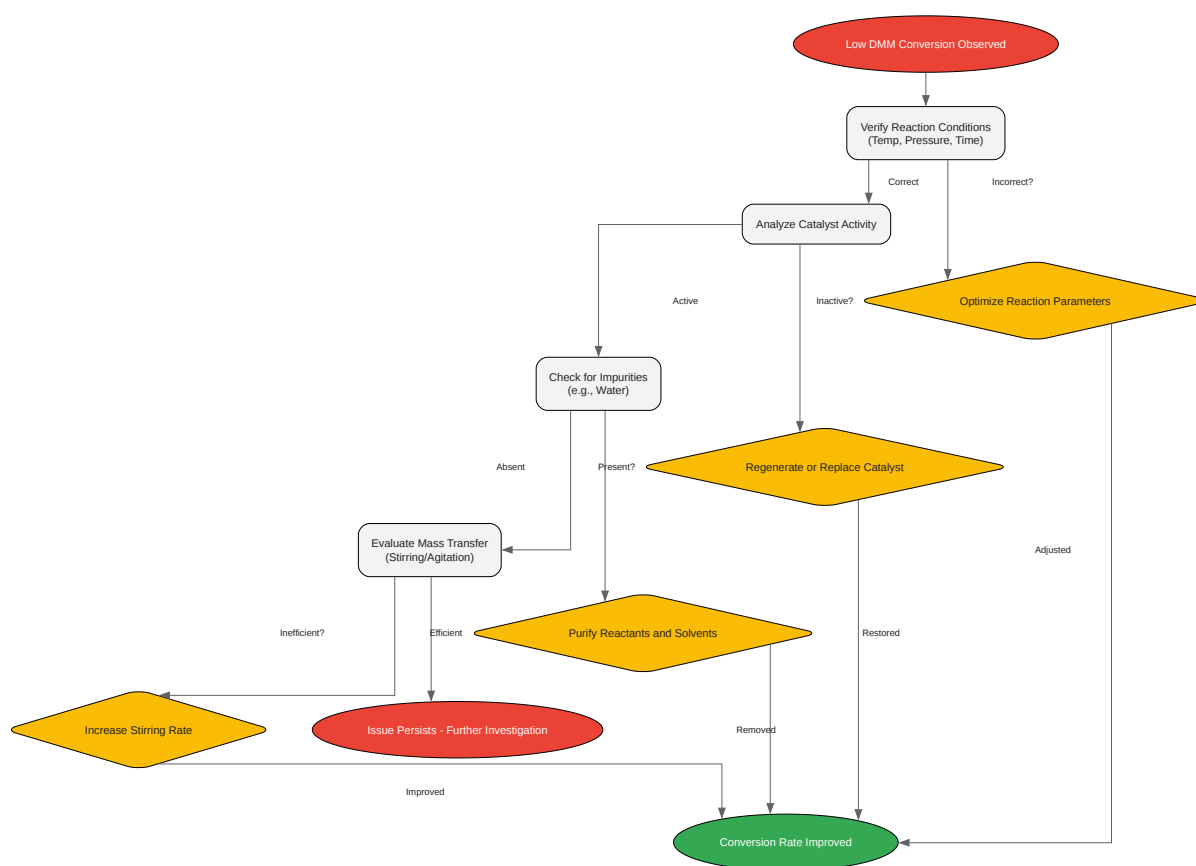 Low DMM Conversion Observed
Verify Reaction Conditions
(Temp, Pressure, Time)
Correct
Incorrect?
Analyze Catalyst Activity
Active
Inactive?
Optimize Reaction Parameters
Check for Impurities
(e.g., Water)
Absent
Present?
Regenerate or Replace Catalyst
Evaluate Mass Transfer
(Stirring/Agitation)
Adjusted
Inefficient?
Efficient
Purify Reactants and Solvents
Restored
Increase Stirring Rate
Issue Persists - Further Investigation
Removed
Improved
Conversion Rate Improved